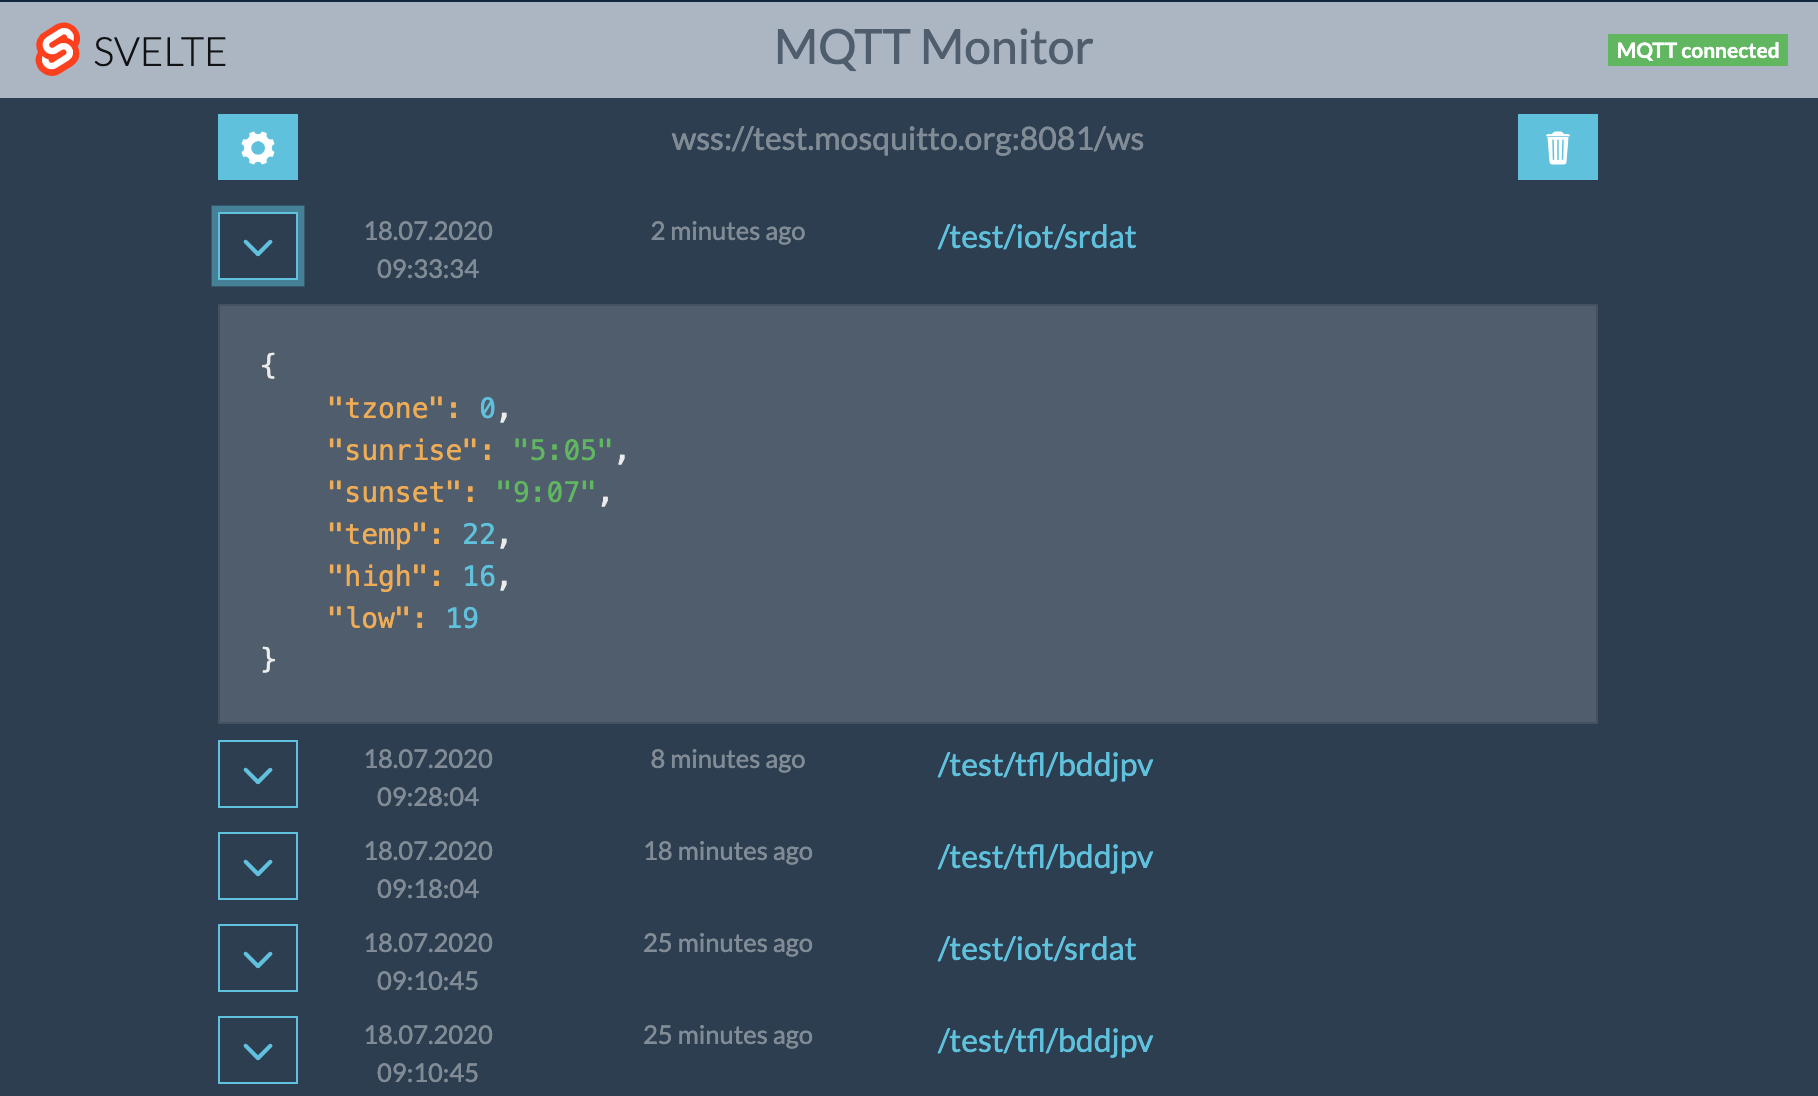 SVELTE
MQTT Monitor
MQTT connected
wss://test.mosquitto.org:8081/ws
18.07.2020
09:33:34
2 minutes ago
/test/iot/srdat
{
"tzone": 0,
"sunrise": "5:05",
"sunset": "9:07",
"temp": 22,
"high": 16,
"low": 19
}
18.07.2020
09:28:04
8 minutes ago
/test/tfl/bddjpv
18.07.2020
09:18:04
18 minutes ago
/test/tfl/bddjpv
18.07.2020
09:10:45
25 minutes ago
/test/iot/srdat
18.07.2020
09:10:45
25 minutes ago
/test/tfl/bddjpv